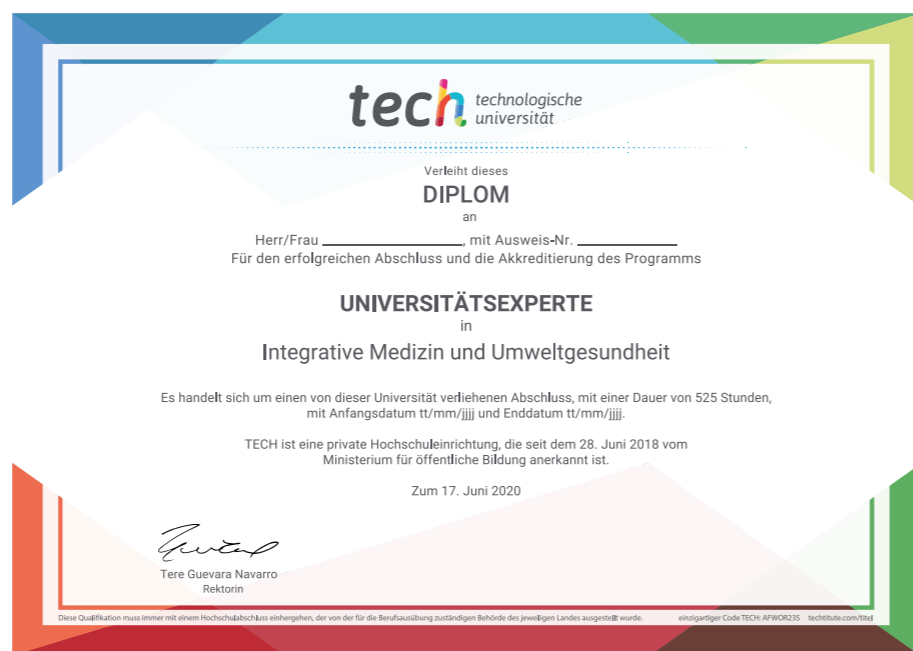 tech technologische
universität
Verleiht dieses
DIPLOM
an
Herr/Frau ____________________, mit Ausweis-Nr. ______________
Für den erfolgreichen Abschluss und die Akkreditierung des Programms
UNIVERSITÄTSEXPERTE
in
Integrative Medizin und Umweltgesundheit
Es handelt sich um einen von dieser Universität verliehenen Abschluss, mit einer Dauer von 525 Stunden,
mit Anfangsdatum tt/mm/jjjj und Enddatum tt/mm/jjjj.
TECH ist eine private Hochschuleinrichtung, die seit dem 28. Juni 2018 vom
Ministerium für öffentliche Bildung anerkannt ist.
Zum 17. Juni 2020
Tere Guevara Navarro
Rektorin
Diese Qualifikation muss immer mit einem Hochschulabschluss einhergehen, der von der für die Berufsausübung zuständigen Behörde des jeweiligen Landes ausgestellt wurde. einzigartiger Code TECH: AFWOR23S techtitute.com/titel